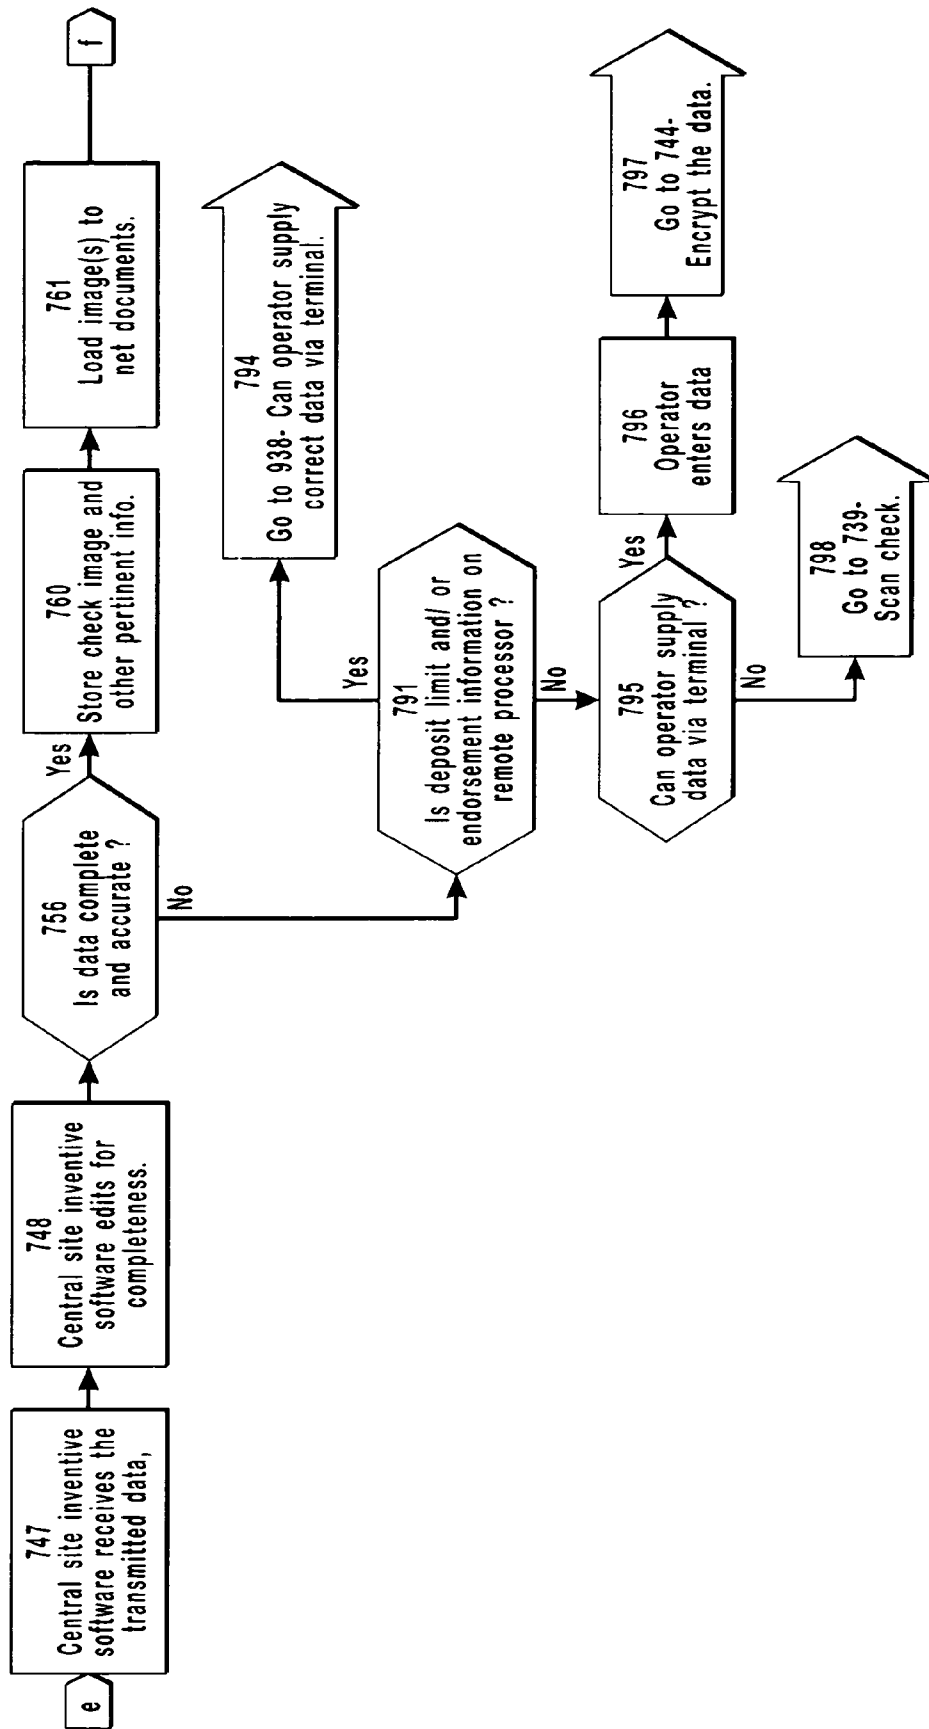 e
747
Central site inventive
software receives the
transmitted data,
748
Central site inventive
software edits for
completeness.
756
Is data complete
and accurate ?
Yes
No
760
Store check image and
other pertinent info.
761
Load image(s) to
net documents.
f
791
Is deposit limit and/ or
endorsement information on
remote processor ?
Yes
No
794
Go to 938- Can operator supply
correct data via terminal.
795
Can operator supply
data via terminal ?
Yes
No
796
Operator
enters data
797
Go to 744-
Encrypt the data.
798
Go to 739-
Scan check.